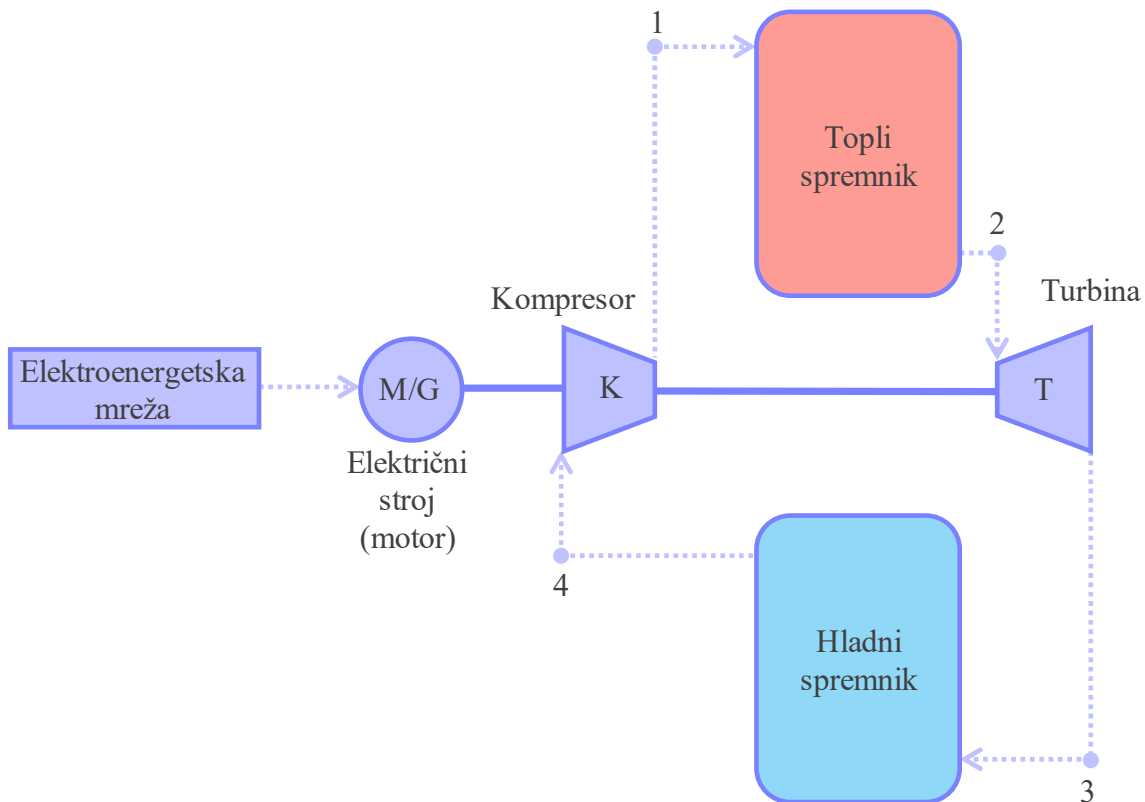 1
Topli
spremnik
2
Kompresor
Turbina
Elektroenergetska
mreža
M/G
K
T
Električni
stroj
(motor)
4
Hladni
spremnik
3